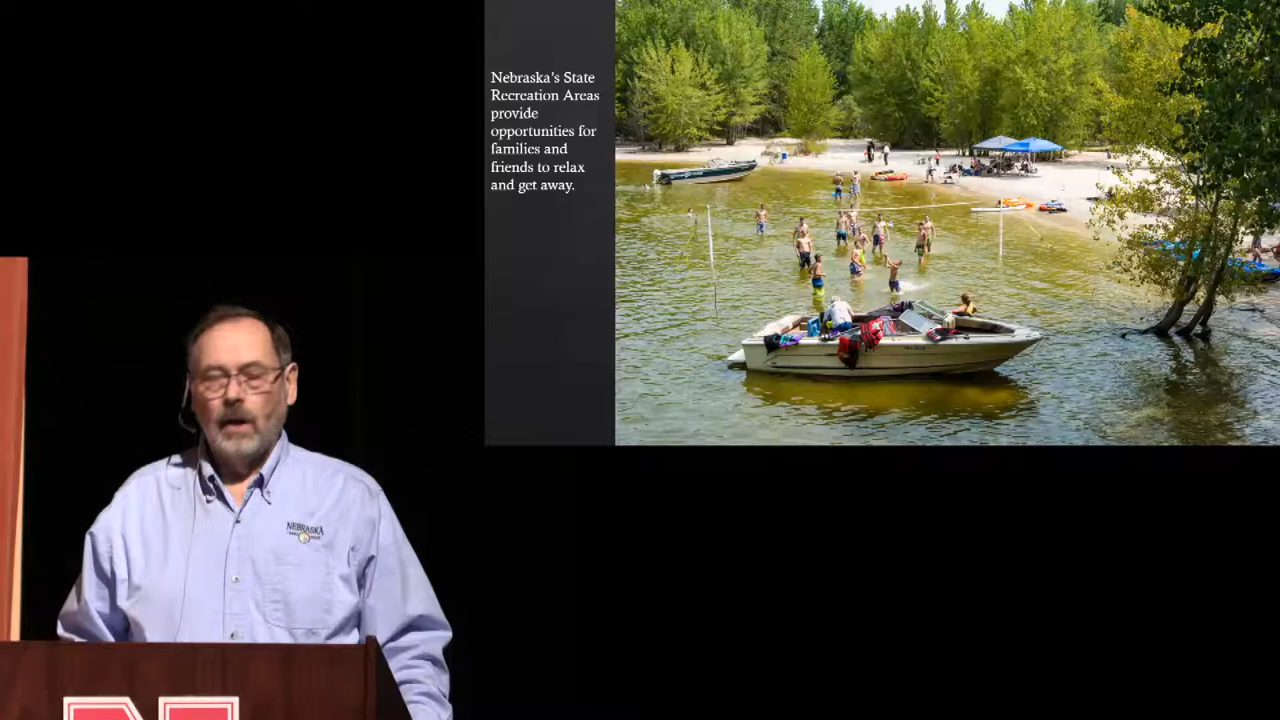 Nebraska's State
Recreation Areas
provide
opportunities for
families and
friends to relax
and get away.
NEBRASKA
N